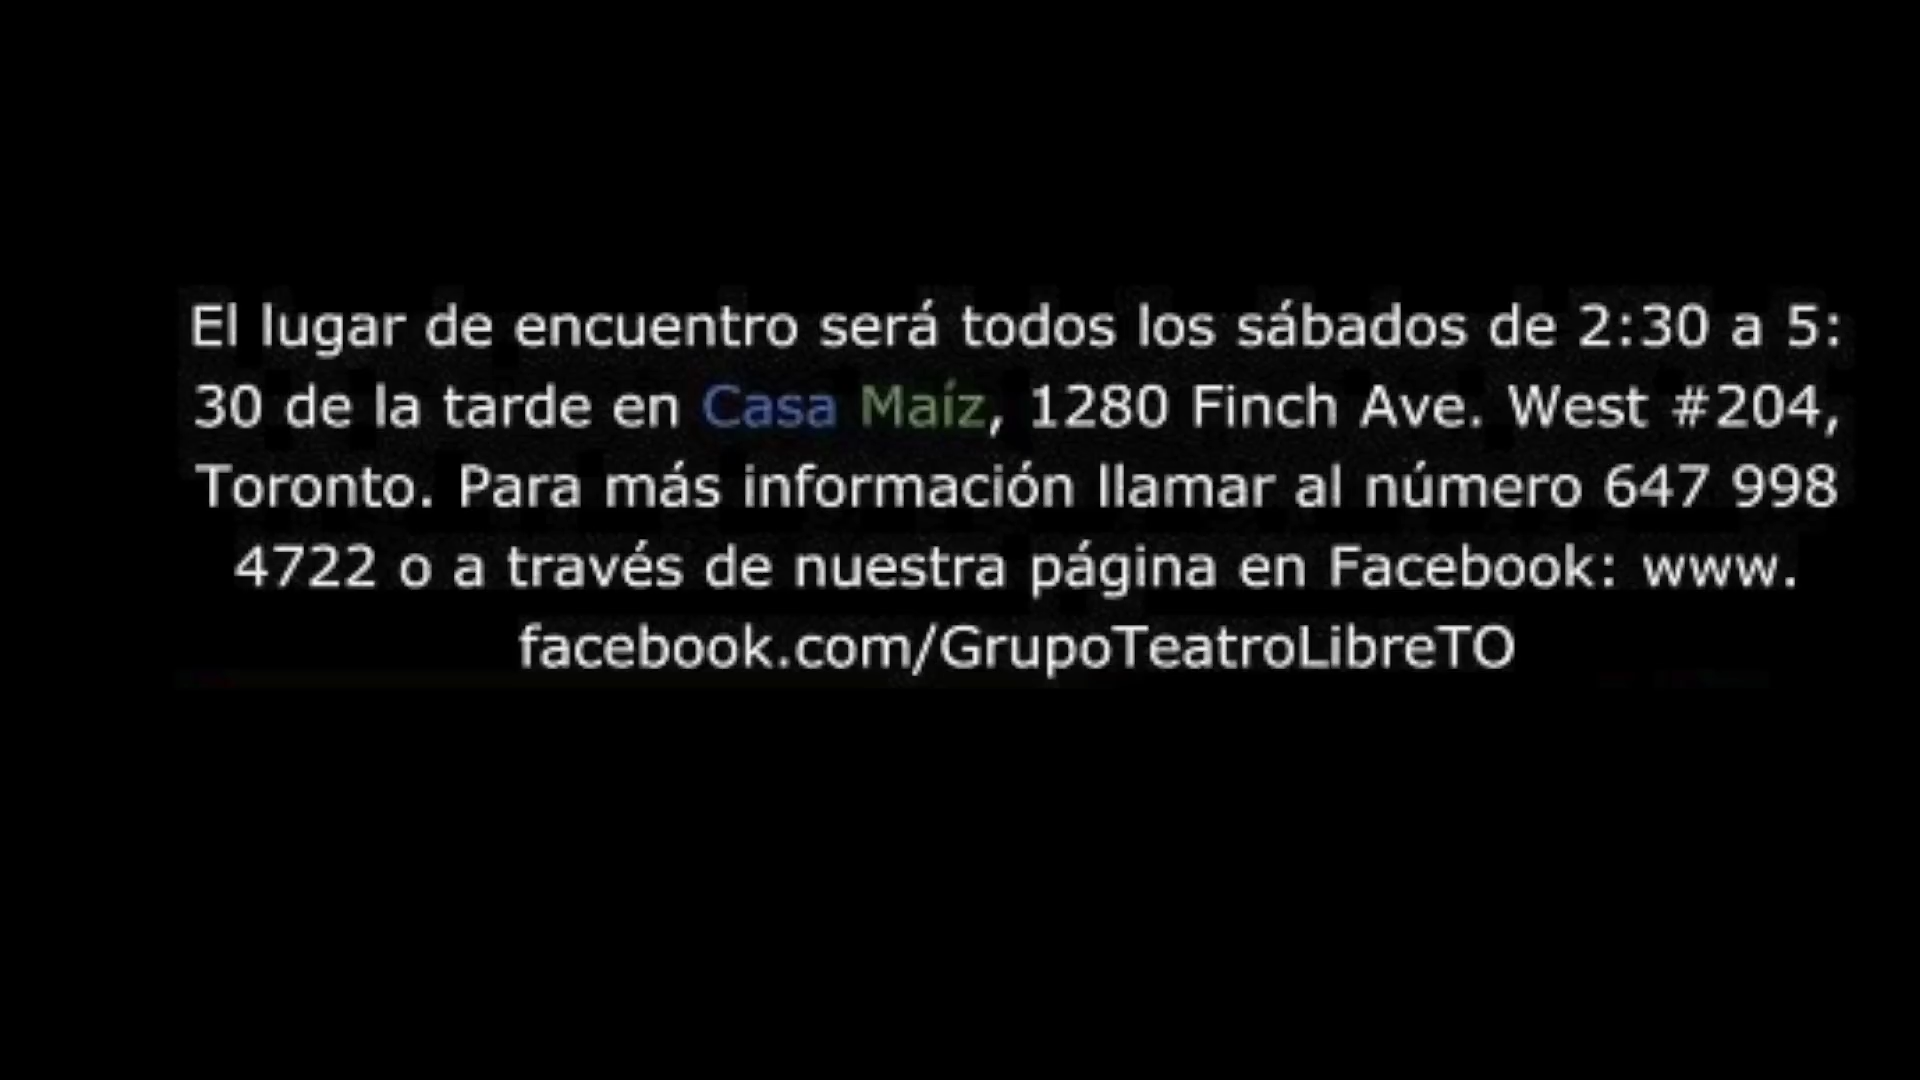 El lugar de encuentro será todos los sábados de 2:30 a 5:
30 de la tarde en Casa Maíz, 1280 Finch Ave. West #204,
Toronto. Para más información llamar al número 647 998
4722 o a través de nuestra página en Facebook: www.
facebook.com/GrupoTeatroLibreTO